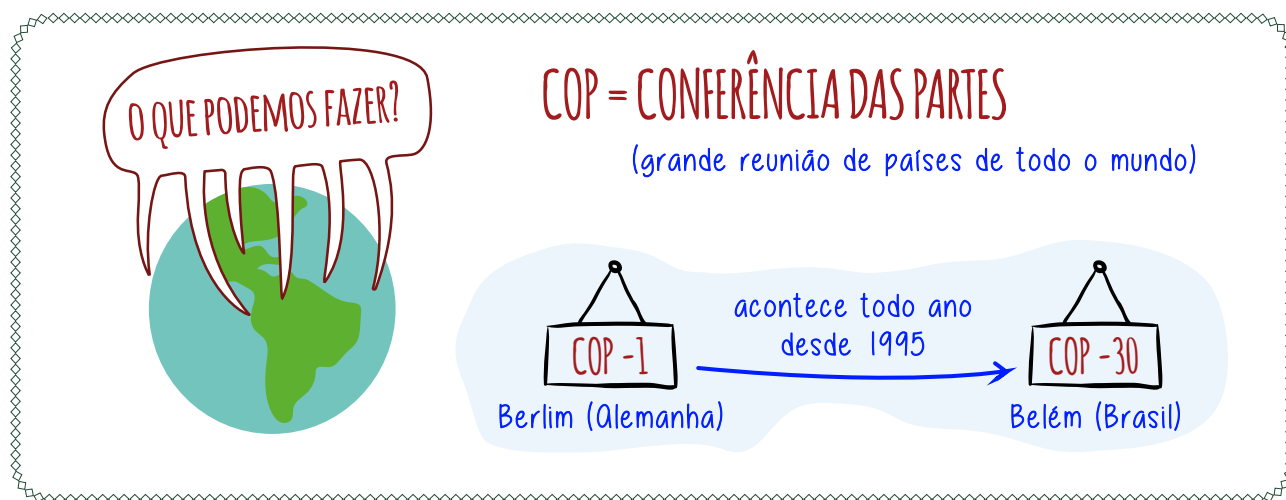 O QUE PODEMOS FAZER?
COP = CONFERÊNCIA DAS PARTES
(grande reunião de países de todo o mundo)
acontece todo ano
desde 1995
COP -1
COP -30
Berlim (Alemanha)
Belém (Brasil)